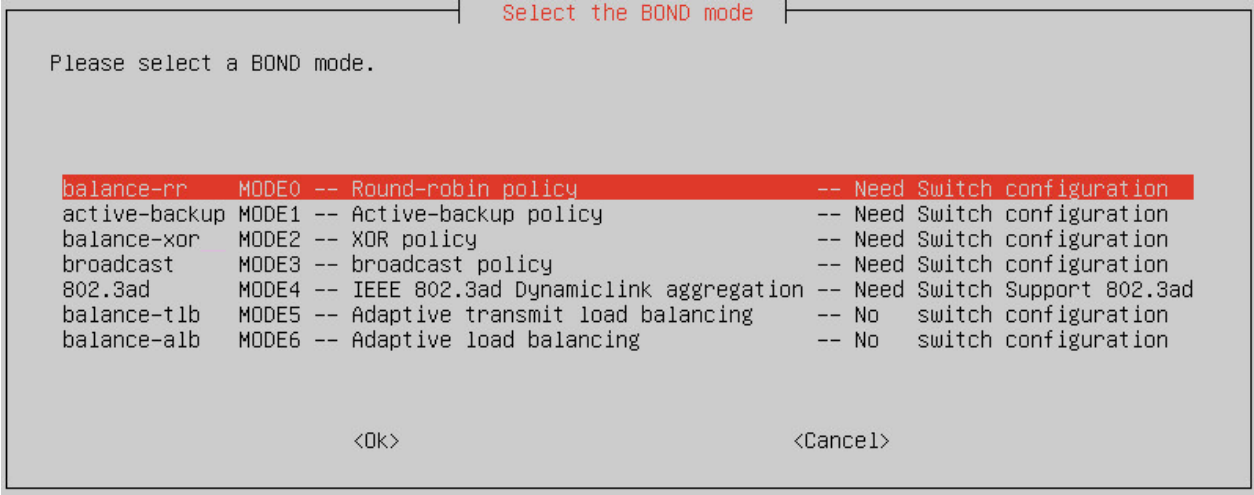 Select the BOND mode
Please select a BOND mode.
balance-rr MODE0 -- Round-robin policy -- Need Switch configuration
active-backup MODE1 -- Active-backup policy -- Need Switch configuration
balance-xor MODE2 -- XOR policy -- Need Switch configuration
broadcast MODE3 -- broadcast policy -- Need Switch configuration
802.3ad MODE4 -- IEEE 802.3ad Dynamiclink aggregation -- Need Switch Support 802.3ad
balance-tlb MODE5 -- Adaptive transmit load balancing -- No switch configuration
balance-alb MODE6 -- Adaptive load balancing -- No switch configuration
<Ok> <Cancel>